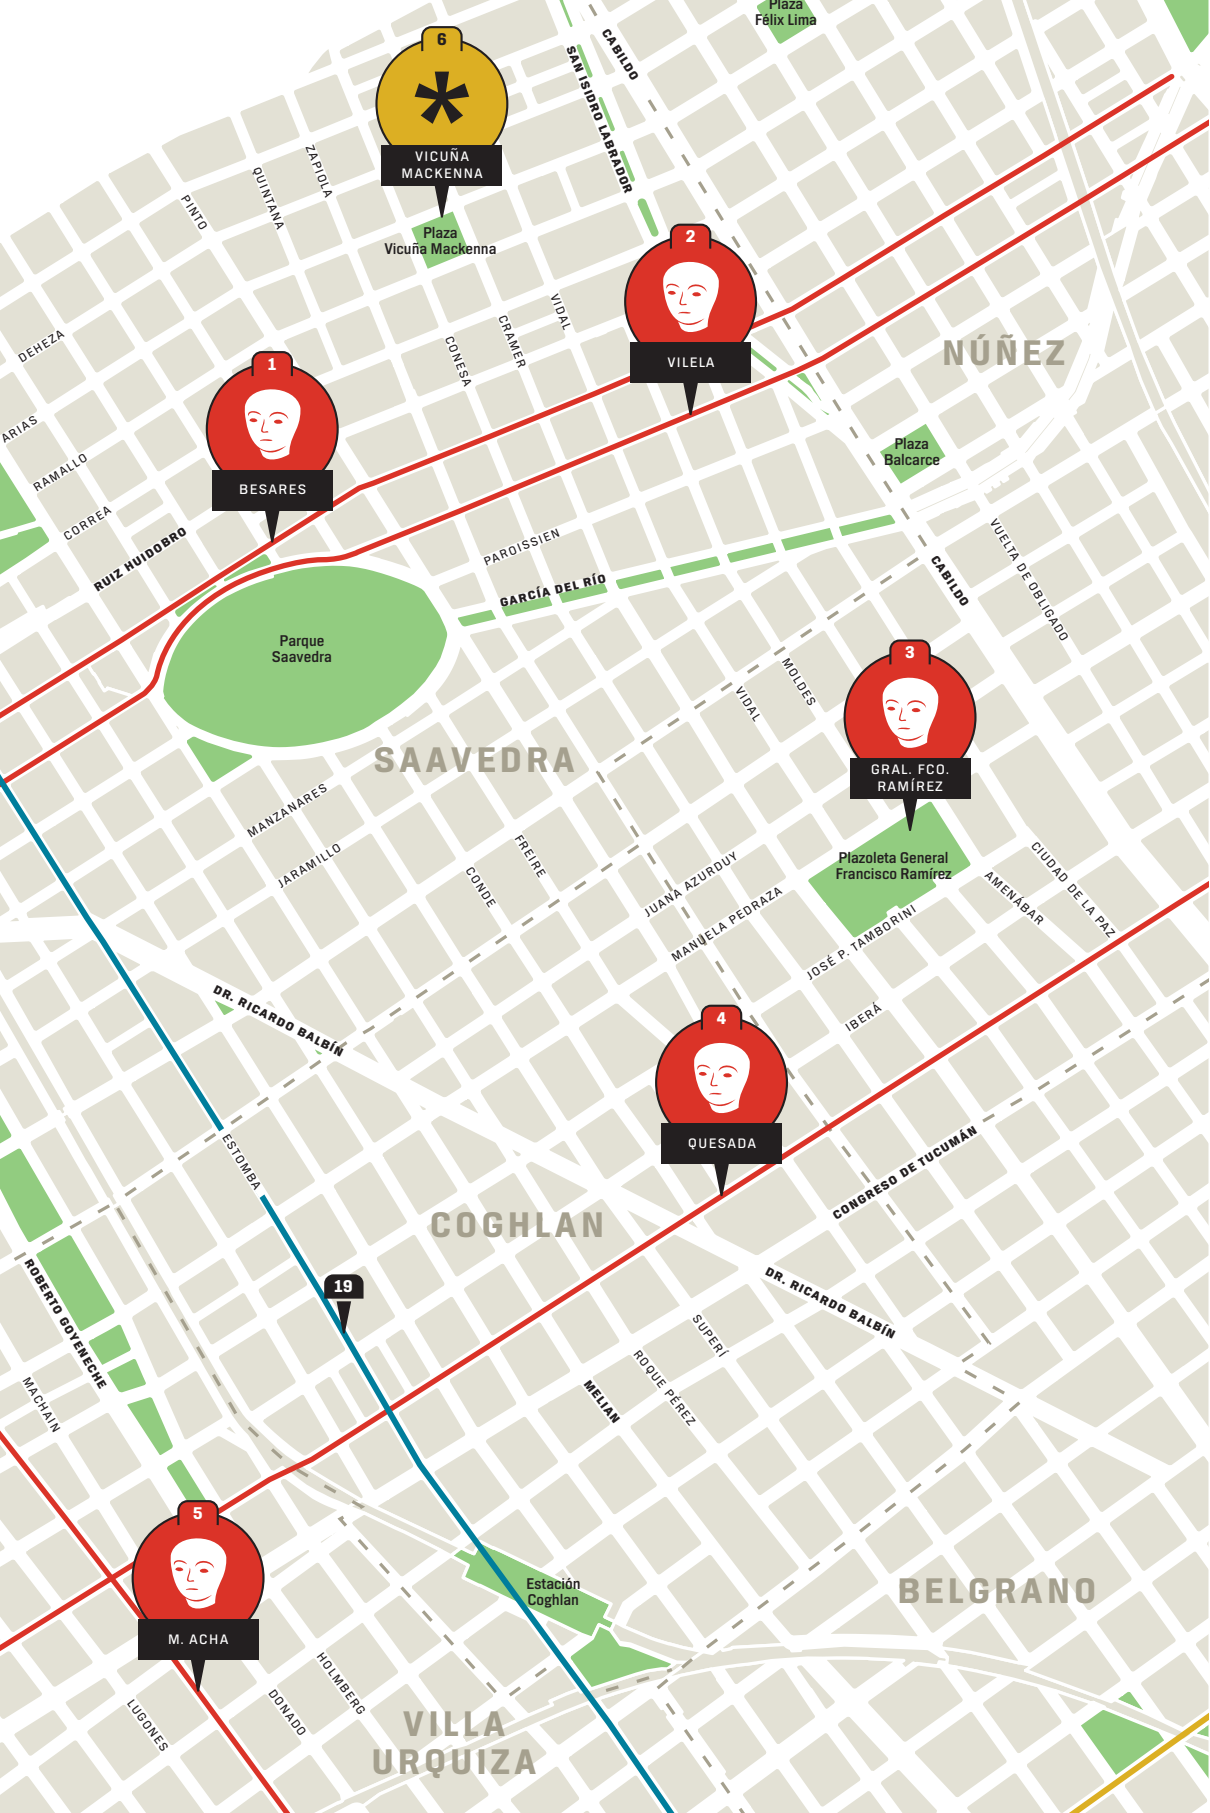 Plaza
Félix Lima
6
VICUÑA
MACKENNA
CABILDO
SAN ISIDRO LABRADOR
ZAPIOLA
QUINTANA
PINTO
Plaza
Vicuña Mackenna
2
VILELA
VIDAL
CRAMER
CONESA
DEHEZA
NÚÑEZ
1
BESARES
ARIAS
RAMALLO
CORREA
RUIZ HUIDOBRO
Plaza
Balcarce
PAROISSIEN
GARCÍA DEL RÍO
VUELTA DE OBLIGADO
CABILDO
Parque
Saavedra
3
GRAL. FCO.
RAMÍREZ
MOLDES
VIDAL
SAAVEDRA
MANZANARES
JARAMILLO
FREIRE
CONDE
JUANA AZURDUY
MANUELA PEDRAZA
Plazoleta General
Francisco Ramírez
CIUDAD DE LA PAZ
AMENÁBAR
JOSÉ P. TAMBORINI
IBERÁ
DR. RICARDO BALBÍN
4
QUESADA
ESTOMBA
CONGRESO DE TUCUMÁN
COGHLAN
19
DR. RICARDO BALBÍN
ROBERTO GOYENECHE
MACHAIN
SUPERÍ
ROQUE PÉREZ
MELIAN
5
M. ACHA
Estación
Coghlan
BELGRANO
HOLMBERG
DONADO
LUGONES
VILLA
URQUIZA